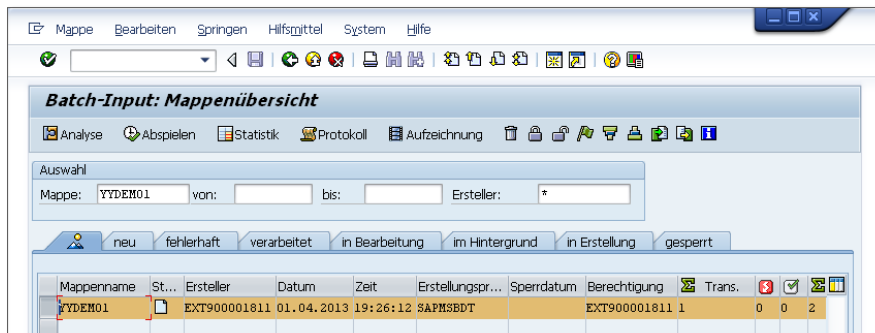 Mappe Bearbeiten Springen Hilfsmittel System Hilfe
Batch-Input: Mappenübersicht
Analyse Abspielen Statistik Protokoll Aufzeichnung
Auswahl
Mappe: YYDEM01 von: bis: Ersteller: *
neu fehlerhaft verarbeitet in Bearbeitung im Hintergrund in Erstellung gesperrt
Mappenname St... Ersteller Datum Zeit Erstellungspr... Sperrdatum Berechtigung Σ Trans. Σ
YYDEM01 EXT900001811 01.04.2013 19:26:12 SAPMSBDT EXT900001811 1 0 0 2